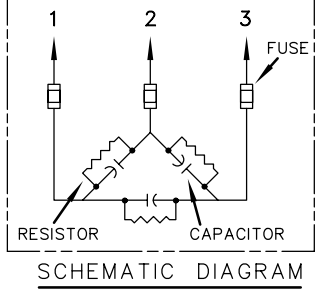 1 2 3
FUSE
RESISTOR CAPACITOR
SCHEMATIC DIAGRAM